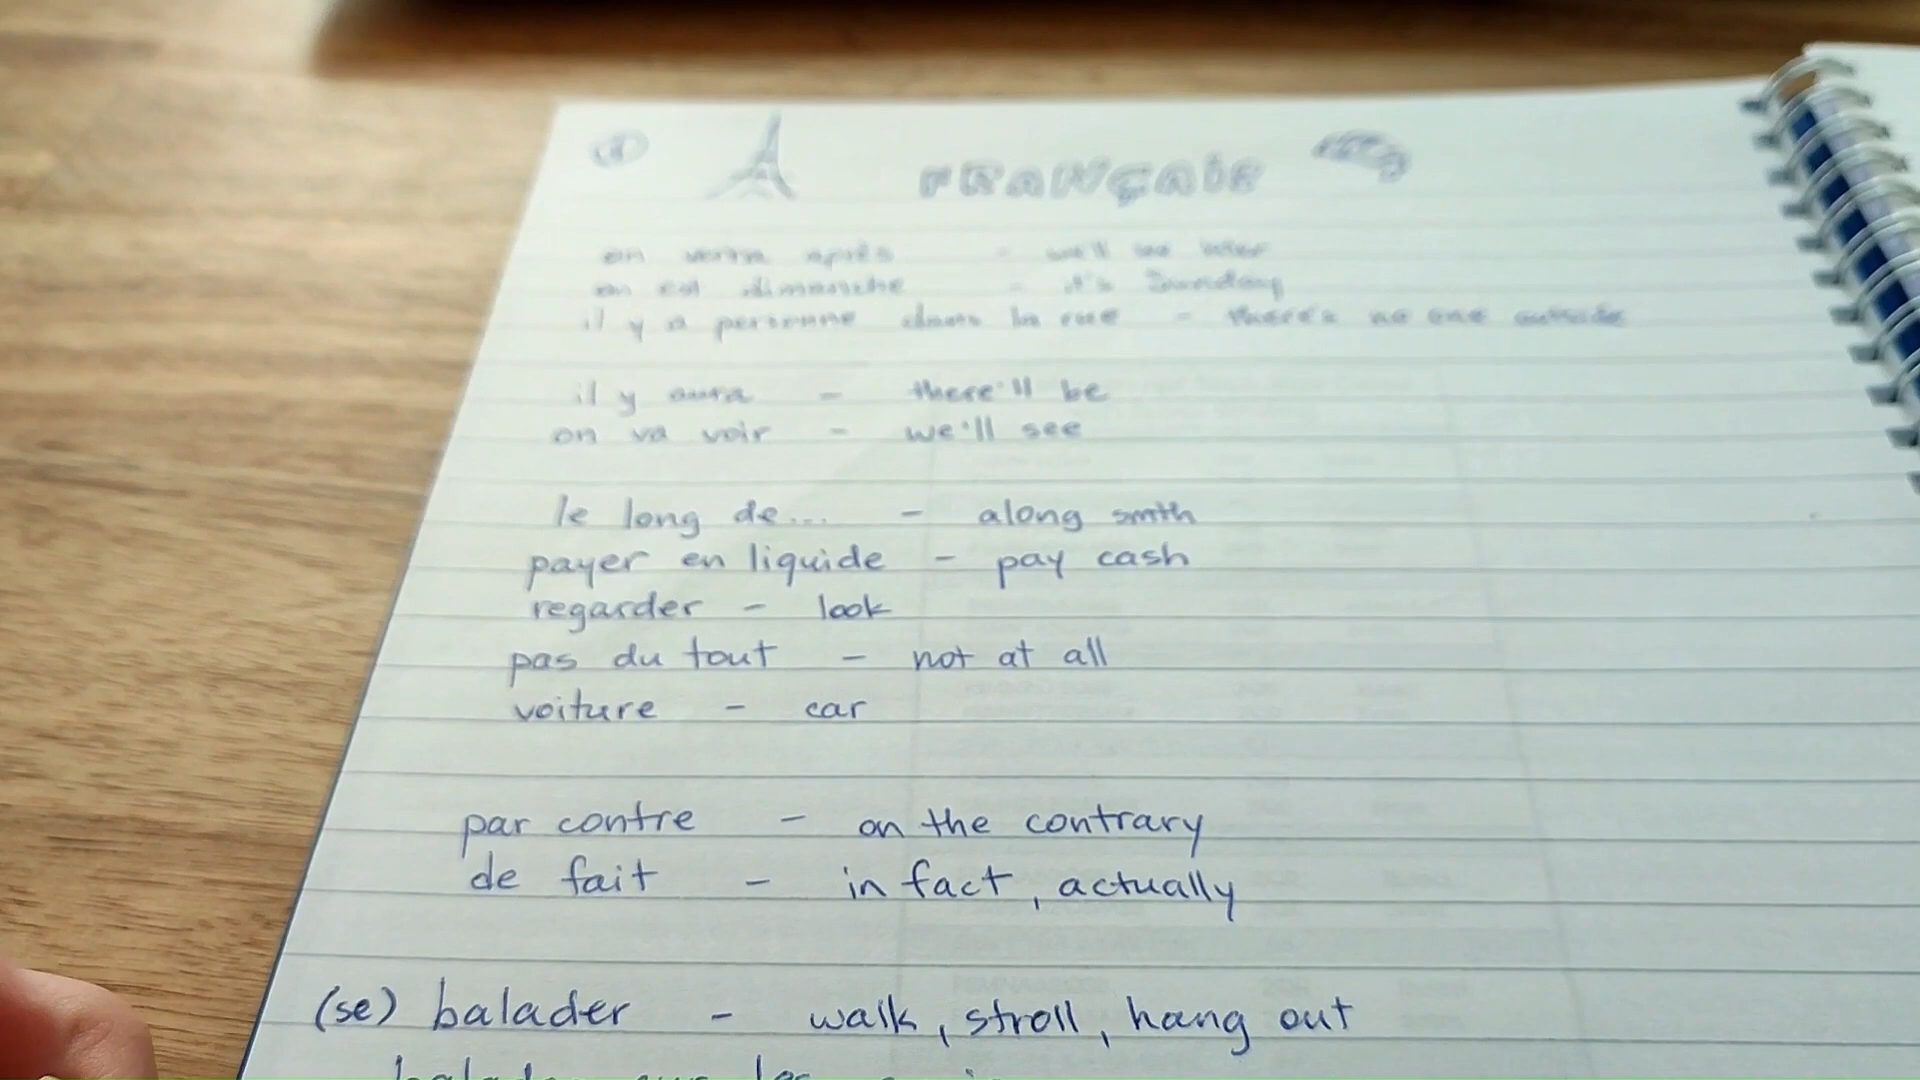 FRANÇAIS
on verra après - we'll see later
on est dimanche - it's Sunday
il y a personne dans la rue - there's no one outside
il y aura - there'll be
on va voir - we'll see
le long de... - along smth
payer en liquide - pay cash
regarder - look
pas du tout - not at all
voiture - car
par contre - on the contrary
de fait - in fact, actually
(se) balader - walk, stroll, hang out